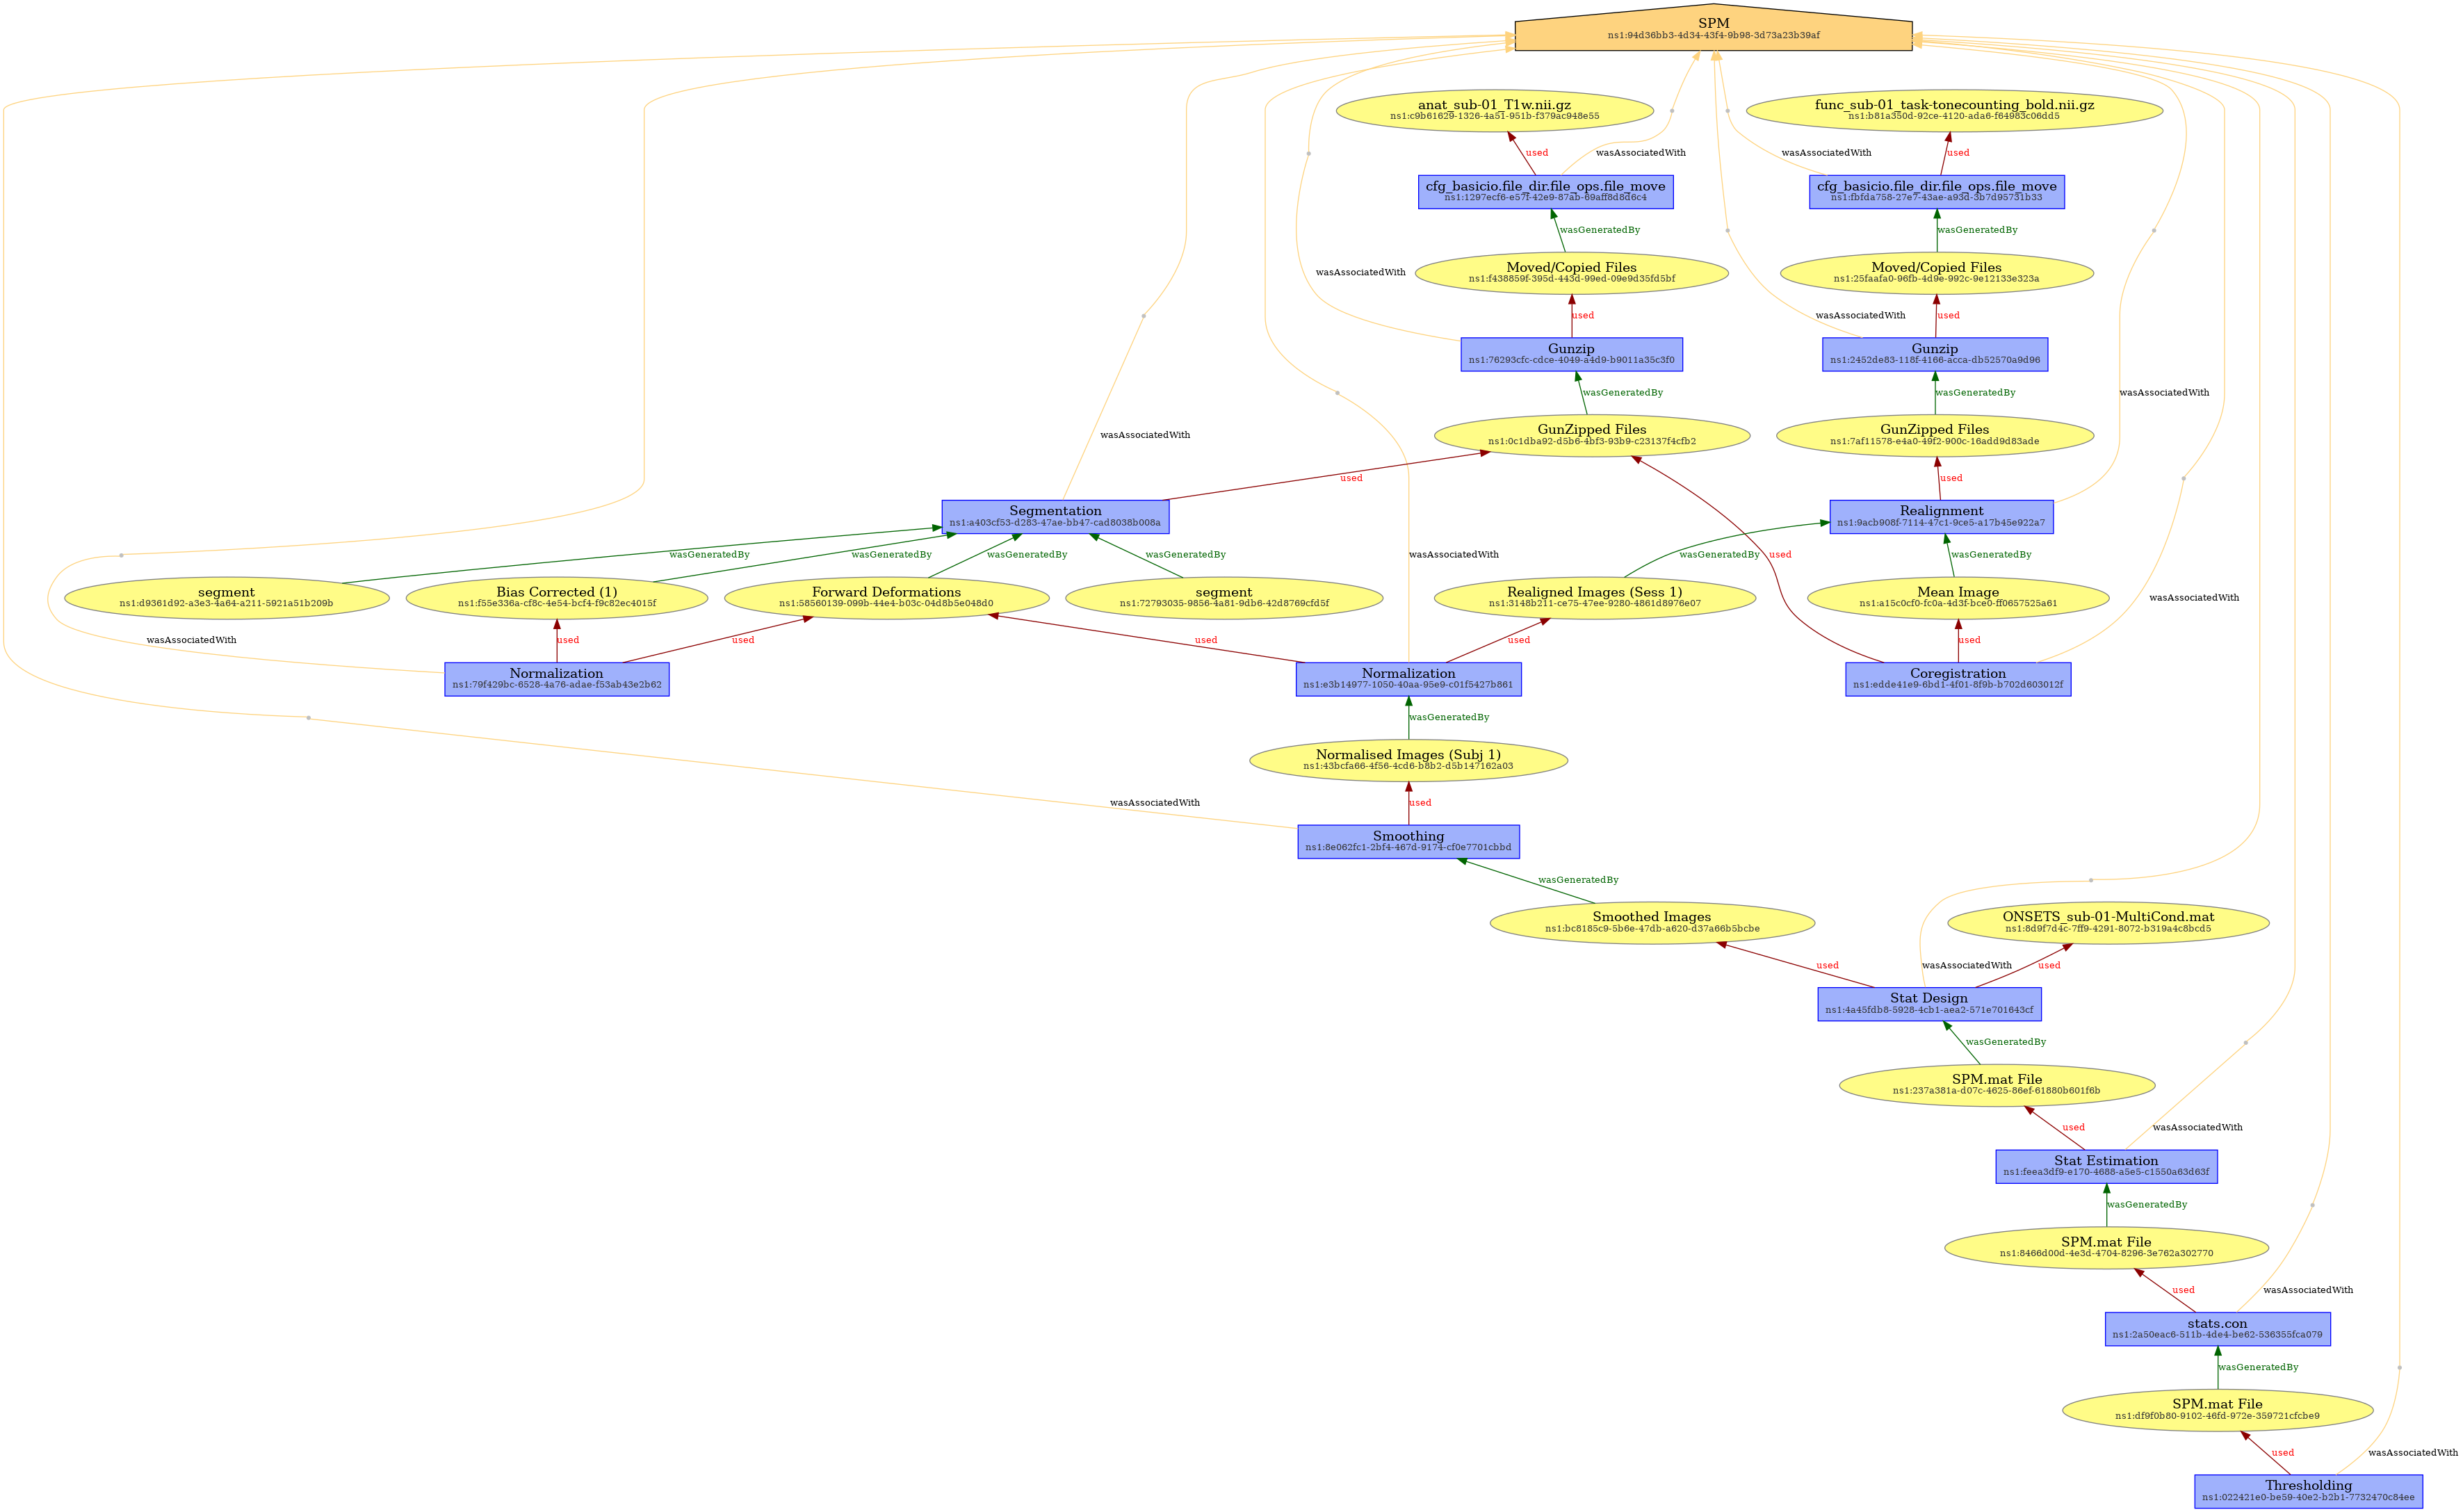 SPM
ns1:94d36bb3-4d34-43f4-9b98-3d73a23b39af
anat_sub-01_T1w.nii.gz
ns1:c9b61629-1326-4a51-951b-f379ac948e55
func_sub-01_task-tonecounting_bold.nii.gz
ns1:b81a350d-92ce-4120-ada6-f64983c06dd5
used
wasAssociatedWith
wasAssociatedWith
used
cfg_basicio.file_dir.file_ops.file_move
ns1:1297ecf6-e57f-42e9-87ab-69aff8d8d6c4
cfg_basicio.file_dir.file_ops.file_move
ns1:fbfda758-27e7-43ae-a93d-3b7d95731b33
wasGeneratedBy
wasGeneratedBy
wasAssociatedWith
Moved/Copied Files
ns1:f438859f-395d-443d-99ed-09e9d35fd5bf
Moved/Copied Files
ns1:25faafa0-96fb-4d9e-992c-9e12133e323a
used
wasAssociatedWith
used
Gunzip
ns1:76293cfc-cdce-4049-a4d9-b9011a35c3f0
Gunzip
ns1:2452de83-118f-4166-acca-db52570a9d96
wasGeneratedBy
wasGeneratedBy
wasAssociatedWith
wasAssociatedWith
GunZipped Files
ns1:0c1dba92-d5b6-4bf3-93b9-c23137f4cfb2
GunZipped Files
ns1:7af11578-e4a0-49f2-900c-16add9d83ade
used
used
Segmentation
ns1:a403cf53-d283-47ae-bb47-cad8038b008a
Realignment
ns1:9acb908f-7114-47c1-9ce5-a17b45e922a7
wasGeneratedBy
wasGeneratedBy
wasGeneratedBy
wasGeneratedBy
wasAssociatedWith
wasGeneratedBy
used
wasGeneratedBy
segment
ns1:d9361d92-a3e3-4a64-a211-5921a51b209b
Bias Corrected (1)
ns1:f55e336a-cf8c-4e54-bcf4-f9c82ec4015f
Forward Deformations
ns1:58560139-099b-44e4-b03c-04d8b5e048d0
segment
ns1:72793035-9856-4a81-9db6-42d8769cfd5f
Realigned Images (Sess 1)
ns1:3148b211-ce75-47ee-9280-4861d8976e07
Mean Image
ns1:a15c0cf0-fc0a-4d3f-bce0-ff0657525a61
wasAssociatedWith
wasAssociatedWith
used
used
used
used
used
Normalization
ns1:79f429bc-6528-4a76-adae-f53ab43e2b62
Normalization
ns1:e3b14977-1050-40aa-95e9-c01f5427b861
Coregistration
ns1:edde41e9-6bd1-4f01-8f9b-b702d603012f
wasGeneratedBy
Normalised Images (Subj 1)
ns1:43bcfa66-4f56-4cd6-b8b2-d5b147162a03
wasAssociatedWith
used
Smoothing
ns1:8e062fc1-2bf4-467d-9174-cf0e7701cbbd
wasGeneratedBy
Smoothed Images
ns1:bc8185c9-5b6e-47db-a620-d37a66b5bcbe
ONSETS_sub-01-MultiCond.mat
ns1:8d9f7d4c-7ff9-4291-8072-b319a4c8bcd5
used
wasAssociatedWith
used
Stat Design
ns1:4a45fdb8-5928-4cb1-aea2-571e701643cf
wasGeneratedBy
SPM.mat File
ns1:237a381a-d07c-4625-86ef-61880b601f6b
used
wasAssociatedWith
Stat Estimation
ns1:feea3df9-e170-4688-a5e5-c1550a63d63f
wasGeneratedBy
SPM.mat File
ns1:8466d00d-4e3d-4704-8296-3e762a302770
used
wasAssociatedWith
stats.con
ns1:2a50eac6-511b-4de4-be62-536355fca079
wasGeneratedBy
SPM.mat File
ns1:df9f0b80-9102-46fd-972e-359721cfcbe9
used
wasAssociatedWith
Thresholding
ns1:022421e0-be59-40e2-b2b1-7732470c84ee